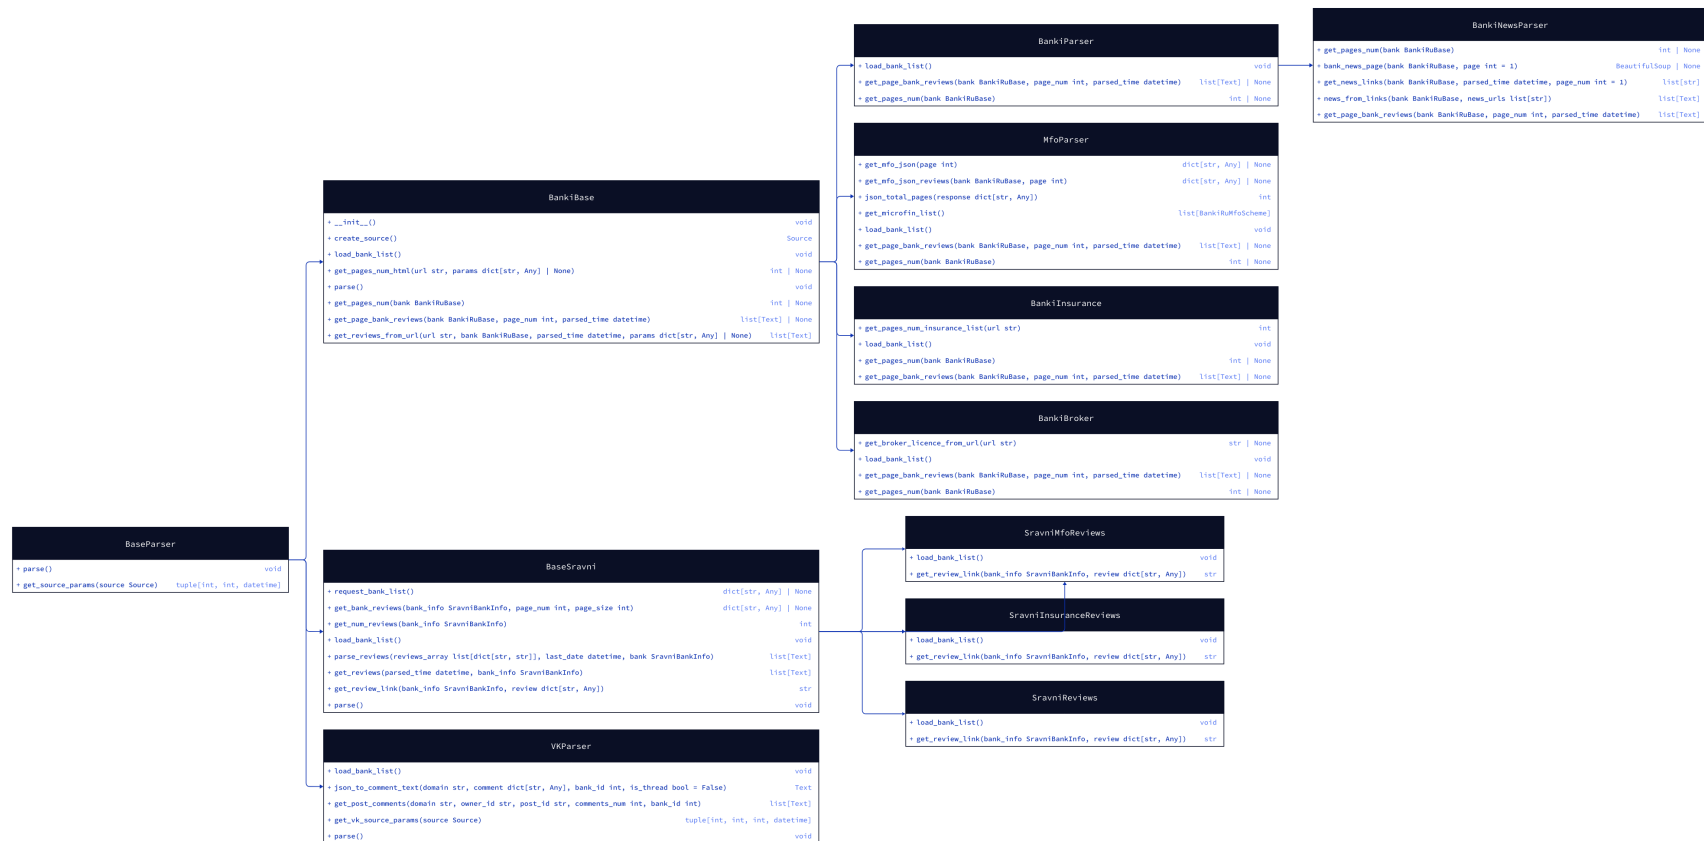 BankiNewsParser
+ get_pages_num(bank BankiRuBase) int | None
+ bank_news_page(bank BankiRuBase, page int = 1) BeautifulSoup | None
+ get_news_links(bank BankiRuBase, parsed_time datetime, page_num int = 1) list[str]
+ news_from_links(bank BankiRuBase, news_urls list[str]) list[Text]
+ get_page_bank_reviews(bank BankiRuBase, page_num int, parsed_time datetime) list[Text]
BankiParser
+ load_bank_list() void
+ get_page_bank_reviews(bank BankiRuBase, page_num int, parsed_time datetime) list[Text] | None
+ get_pages_num(bank BankiRuBase) int | None
MfoParser
+ get_mfo_json(page int) dict[str, Any] | None
+ get_mfo_json_reviews(bank BankiRuBase, page int) dict[str, Any] | None
+ json_total_pages(response dict[str, Any]) int
+ get_microfin_list() list[BankiRuMfoScheme]
+ load_bank_list() void
+ get_page_bank_reviews(bank BankiRuBase, page_num int, parsed_time datetime) list[Text] | None
+ get_pages_num(bank BankiRuBase) int | None
BankiBase
+ __init__() void
+ create_source() Source
+ load_bank_list() void
+ get_pages_num_html(url str, params dict[str, Any] | None) int | None
+ parse() void
+ get_pages_num(bank BankiRuBase) int | None
+ get_page_bank_reviews(bank BankiRuBase, page_num int, parsed_time datetime) list[Text] | None
+ get_reviews_from_url(url str, bank BankiRuBase, parsed_time datetime, params dict[str, Any] | None) list[Text]
BankiInsurance
+ get_pages_num_insurance_list(url str) int
+ load_bank_list() void
+ get_pages_num(bank BankiRuBase) int | None
+ get_page_bank_reviews(bank BankiRuBase, page_num int, parsed_time datetime) list[Text] | None
BankiBroker
+ get_broker_licence_from_url(url str) str | None
+ load_bank_list() void
+ get_page_bank_reviews(bank BankiRuBase, page_num int, parsed_time datetime) list[Text] | None
+ get_pages_num(bank BankiRuBase) int | None
BaseParser
+ parse() void
+ get_source_params(source Source) tuple[int, int, datetime]
BaseSravni
+ request_bank_list() dict[str, Any] | None
+ get_bank_reviews(bank_info SravniBankInfo, page_num int, page_size int) dict[str, Any] | None
+ get_num_reviews(bank_info SravniBankInfo) int
+ load_bank_list() void
+ parse_reviews(reviews_array list[dict[str, str]], last_date datetime, bank SravniBankInfo) list[Text]
+ get_reviews(parsed_time datetime, bank_info SravniBankInfo) list[Text]
+ get_review_link(bank_info SravniBankInfo, review dict[str, Any]) str
+ parse() void
SravniMfoReviews
+ load_bank_list() void
+ get_review_link(bank_info SravniBankInfo, review dict[str, Any]) str
SravniInsuranceReviews
+ load_bank_list() void
+ get_review_link(bank_info SravniBankInfo, review dict[str, Any]) str
SravniReviews
+ load_bank_list() void
+ get_review_link(bank_info SravniBankInfo, review dict[str, Any]) str
VKParser
+ load_bank_list() void
+ json_to_comment_text(domain str, comment dict[str, Any], bank_id int, is_thread bool = False) Text
+ get_post_comments(domain str, owner_id str, post_id str, comments_num int, bank_id int) list[Text]
+ get_vk_source_params(source Source) tuple[int, int, int, datetime]
+ parse() void